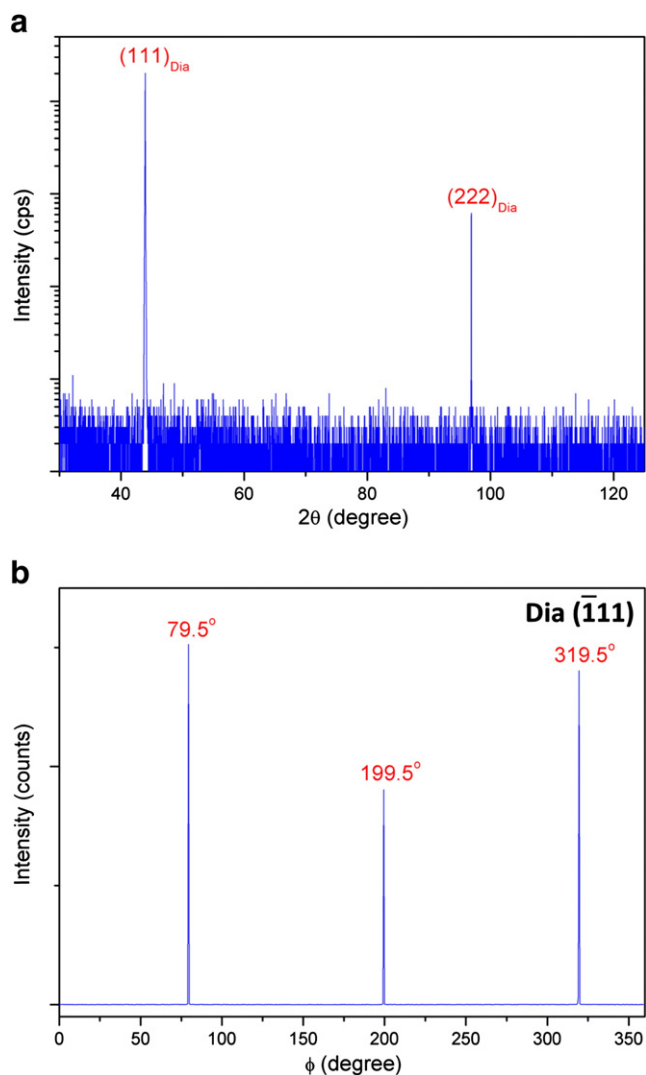 a
(111)Dia
(222)Dia
Intensity (cps)
40 60 80 100 120
2θ (degree)
b
Dia (1̅11)
79.5°
319.5°
199.5°
Intensity (counts)
0 50 100 150 200 250 300 350
ϕ (degree)